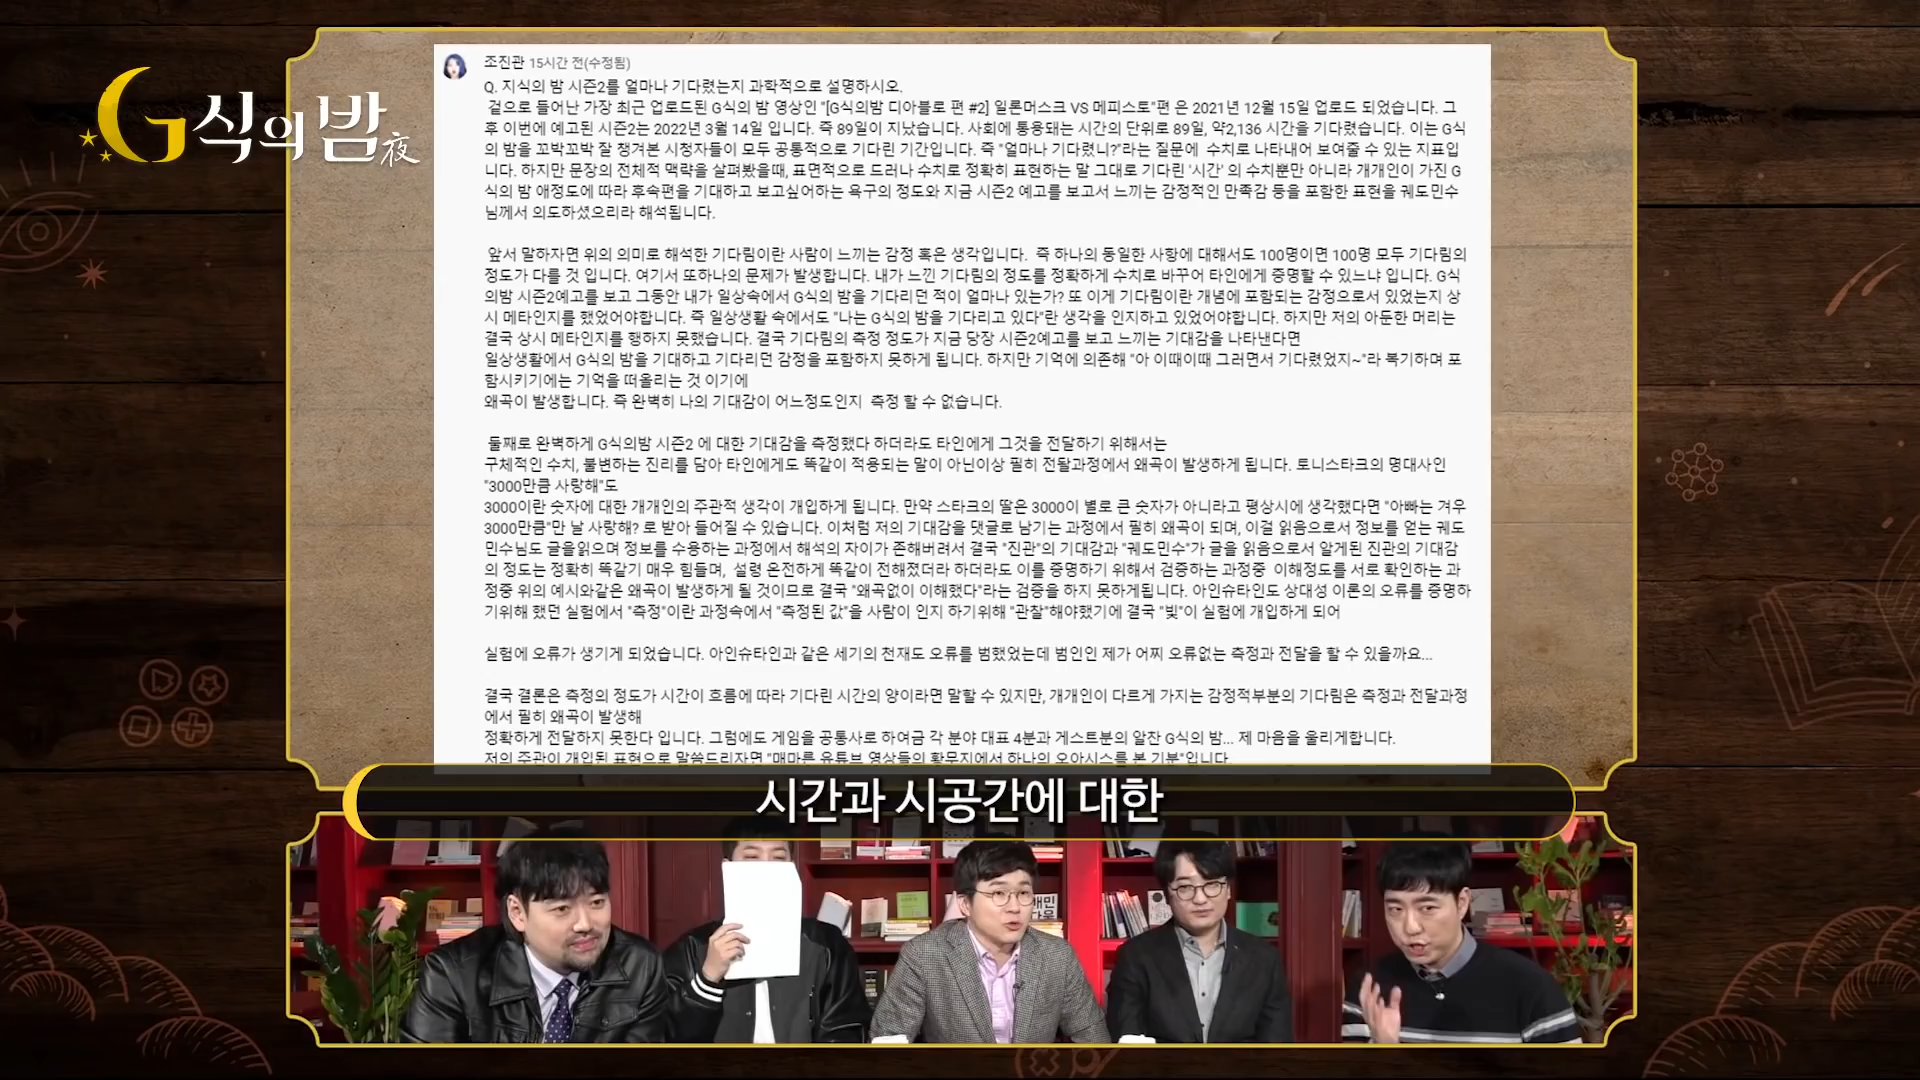 G식의 밤 夜
조진관 15시간 전(수정됨)
Q. 지식의 밤 시즌2를 얼마나 기다렸는지 과학적으로 설명하시오.
겉으로 들어난 가장 최근 업로드된 G식의 밤 영상인 "[G식의밤 디아블로 편 #2] 일론머스크 VS 메피스토"편 은 2021년 12월 15일 업로드 되었습니다. 그
후 이번에 예고된 시즌2는 2022년 3월 14일 입니다. 즉 89일이 지났습니다. 사회에 통용돼는 시간의 단위로 89일, 약2,136 시간을 기다렸습니다. 이는 G식
의 밤을 꼬박꼬박 잘 챙겨본 시청자들이 모두 공통적으로 기다린 기간입니다. 즉 "얼마나 기다렸니?"라는 질문에 수치로 나타내어 보여줄 수 있는 지표입
니다. 하지만 문장의 전체적 맥락을 살펴봤을때, 표면적으로 드러나 수치로 정확히 표현하는 말 그대로 기다린 '시간' 의 수치뿐만 아니라 개개인이 가진 G
식의 밤 애정도에 따라 후속편을 기대하고 보고싶어하는 욕구의 정도와 지금 시즌2 예고를 보고서 느끼는 감정적인 만족감 등을 포함한 표현을 궤도민수
님께서 의도하셨으리라 해석됩니다.
앞서 말하자면 위의 의미로 해석한 기다림이란 사람이 느끼는 감정 혹은 생각입니다. 즉 하나의 동일한 사항에 대해서도 100명이면 100명 모두 기다림의
정도가 다를 것 입니다. 여기서 또하나의 문제가 발생합니다. 내가 느낀 기다림의 정도를 정확하게 수치로 바꾸어 타인에게 증명할 수 있느냐 입니다. G식
의밤 시즌2예고를 보고 그동안 내가 일상속에서 G식의 밤을 기다리던 적이 얼마나 있는가? 또 이게 기다림이란 개념에 포함되는 감정으로서 있었는지 상
시 메타인지를 했었어야합니다. 즉 일상생활 속에서도 "나는 G식의 밤을 기다리고 있다"란 생각을 인지하고 있었어야합니다. 하지만 저의 아둔한 머리는
결국 상시 메타인지를 행하지 못했습니다. 결국 기다림의 측정 정도가 지금 당장 시즌2예고를 보고 느끼는 기대감을 나타낸다면
일상생활에서 G식의 밤을 기대하고 기다리던 감정을 포함하지 못하게 됩니다. 하지만 기억에 의존해 "아 이때이때 그러면서 기다렸었지~"라 복기하며 포
함시키기에는 기억을 떠올리는 것 이기에
왜곡이 발생합니다. 즉 완벽히 나의 기대감이 어느정도인지 측정 할 수 없습니다.
둘째로 완벽하게 G식의밤 시즌2 에 대한 기대감을 측정했다 하더라도 타인에게 그것을 전달하기 위해서는
구체적인 수치, 불변하는 진리를 담아 타인에게도 똑같이 적용되는 말이 아닌이상 필히 전돨과정에서 왜곡이 발생하게 됩니다. 토니스타크의 명대사인
"3000만큼 사랑해"도
3000이란 숫자에 대한 개개인의 주관적 생각이 개입하게 됩니다. 만약 스타크의 딸은 3000이 별로 큰 숫자가 아니라고 평상시에 생각했다면 "아빠는 겨우
3000만큼"만 날 사랑해? 로 받아 들어질 수 있습니다. 이처럼 저의 기대감을 댓글로 남기는 과정에서 필히 왜곡이 되며, 이걸 읽음으로서 정보를 얻는 궤도
민수님도 글을읽으며 정보를 수용하는 과정에서 해석의 차이가 존해버려서 결국 "진관"의 기대감과 "궤도민수"가 글을 읽음으로서 알게된 진관의 기대감
의 정도는 정확히 똑같기 매우 힘들며, 설령 온전하게 똑같이 전해졌더라 하더라도 이를 증명하기 위해서 검증하는 과정중 이해정도를 서로 확인하는 과
정중 위의 예시와같은 왜곡이 발생하게 될 것이므로 결국 "왜곡없이 이해했다"라는 검증을 하지 못하게됩니다. 아인슈타인도 상대성 이론의 오류를 증명하
기위해 했던 실험에서 "측정"이란 과정속에서 "측정된 값"을 사람이 인지 하기위해 "관찰"해야했기에 결국 "빛"이 실험에 개입하게 되어
실험에 오류가 생기게 되었습니다. 아인슈타인과 같은 세기의 천재도 오류를 범했었는데 범인인 제가 어찌 오류없는 측정과 전달을 할 수 있을까요...
결국 결론은 측정의 정도가 시간이 흐름에 따라 기다린 시간의 양이라면 말할 수 있지만, 개개인이 다르게 가지는 감정적부분의 기다림은 측정과 전달과정
에서 필히 왜곡이 발생해
정확하게 전달하지 못한다 입니다. 그럼에도 게임을 공통사로 하여금 각 분야 대표 4분과 게스트분의 알찬 G식의 밤... 제 마음을 울리게합니다.
저의 주관이 개입된 표현으로 말씀드리자면 "매마른 유튜브 영상들의 황무지에서 하나의 오아시스를 본 기분"입니다
시간과 시공간에 대한